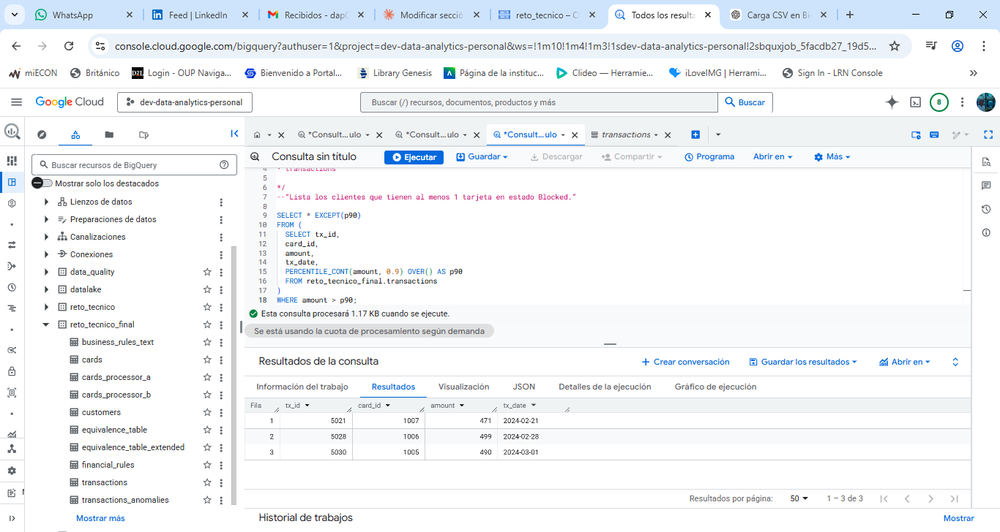 WhatsApp
Feed | LinkedIn
Recibidos - dap0
Modificar secció
reto_tecnico – C
Todos los resulta
Carga CSV en Bi
console.cloud.google.com/bigquery?authuser=1&project=dev-data-analytics-personal&ws=!1m10!1m4!1m3!1sdev-data-analytics-personal!2sbquxjob_5facdb27_19d5...
miECON
Británico
D2L Login - OUP Naviga...
Bienvenido a Portal...
Library Genesis
Página de la instituc...
Clideo — Herramie...
iLoveIMG | Herrami...
Sign In - LRN Console
Google Cloud
dev-data-analytics-personal
Buscar (/) recursos, documentos, productos y más
Buscar
8
*Consult...ulo
*Consult...ulo
*Consult...ulo
transactions
Buscar recursos de BigQuery
Mostrar solo los destacados
Lienzos de datos
Preparaciones de datos
Canalizaciones
Conexiones
data_quality
datalake
reto_tecnico
reto_tecnico_final
business_rules_text
cards
cards_processor_a
cards_processor_b
customers
equivalence_table
equivalence_table_extended
financial_rules
transactions
transactions_anomalies
Mostrar más
Consulta sin título
Ejecutar
Guardar
Descargar
Compartir
Programa
Abrir en
Más
4 * transactions
5
6 */
7 --"Lista los clientes que tienen al menos 1 tarjeta en estado Blocked."
8
9 SELECT * EXCEPT(p90)
10 FROM (
11 SELECT tx_id,
12 card_id,
13 amount,
14 tx_date,
15 PERCENTILE_CONT(amount, 0.9) OVER() AS p90
16 FROM reto_tecnico_final.transactions
17 )
18 WHERE amount > p90;
Esta consulta procesará 1.17 KB cuando se ejecute.
Se está usando la cuota de procesamiento según demanda
Resultados de la consulta
Crear conversación
Guardar los resultados
Abrir en
Información del trabajo
Resultados
Visualización
JSON
Detalles de la ejecución
Gráfico de ejecución
Fila tx_id card_id amount tx_date
1 5021 1007 471 2024-02-21
2 5028 1006 499 2024-02-28
3 5030 1005 490 2024-03-01
Resultados por página: 50 1 – 3 de 3
Historial de trabajos
Mostrar